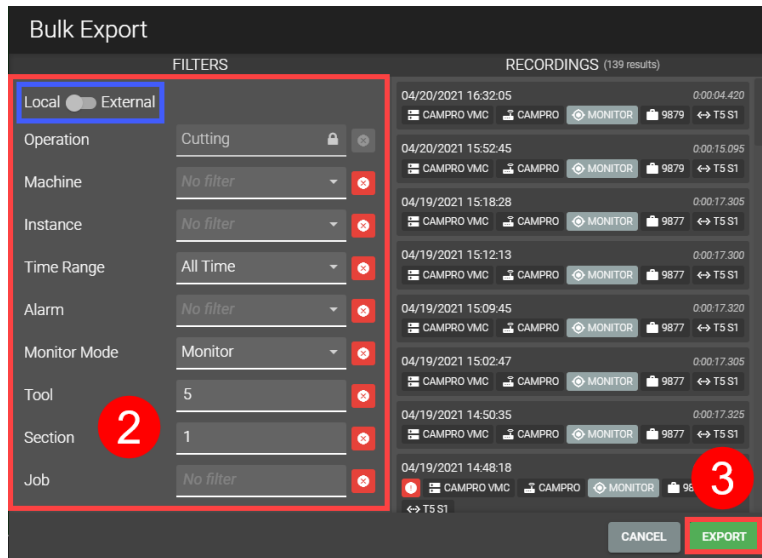 Bulk Export
FILTERS
Local External
Operation Cutting
Machine No filter
Instance No filter
Time Range All Time
Alarm No filter
Monitor Mode Monitor
Tool 5
Section 1
Job No filter
2
RECORDINGS (139 results)
04/20/2021 16:32:05 0:00:04.420
CAMPRO VMC CAMPRO MONITOR 9879 T5 S1
04/20/2021 15:52:45 0:00:15.095
CAMPRO VMC CAMPRO MONITOR 9879 T5 S1
04/19/2021 15:18:28 0:00:17.305
CAMPRO VMC CAMPRO MONITOR 9877 T5 S1
04/19/2021 15:12:13 0:00:17.300
CAMPRO VMC CAMPRO MONITOR 9877 T5 S1
04/19/2021 15:09:45 0:00:17.320
CAMPRO VMC CAMPRO MONITOR 9877 T5 S1
04/19/2021 15:02:47 0:00:17.305
CAMPRO VMC CAMPRO MONITOR 9877 T5 S1
04/19/2021 14:50:35 0:00:17.325
CAMPRO VMC CAMPRO MONITOR 9877 T5 S1
04/19/2021 14:48:18
CAMPRO VMC CAMPRO MONITOR
T5 S1
3
CANCEL EXPORT